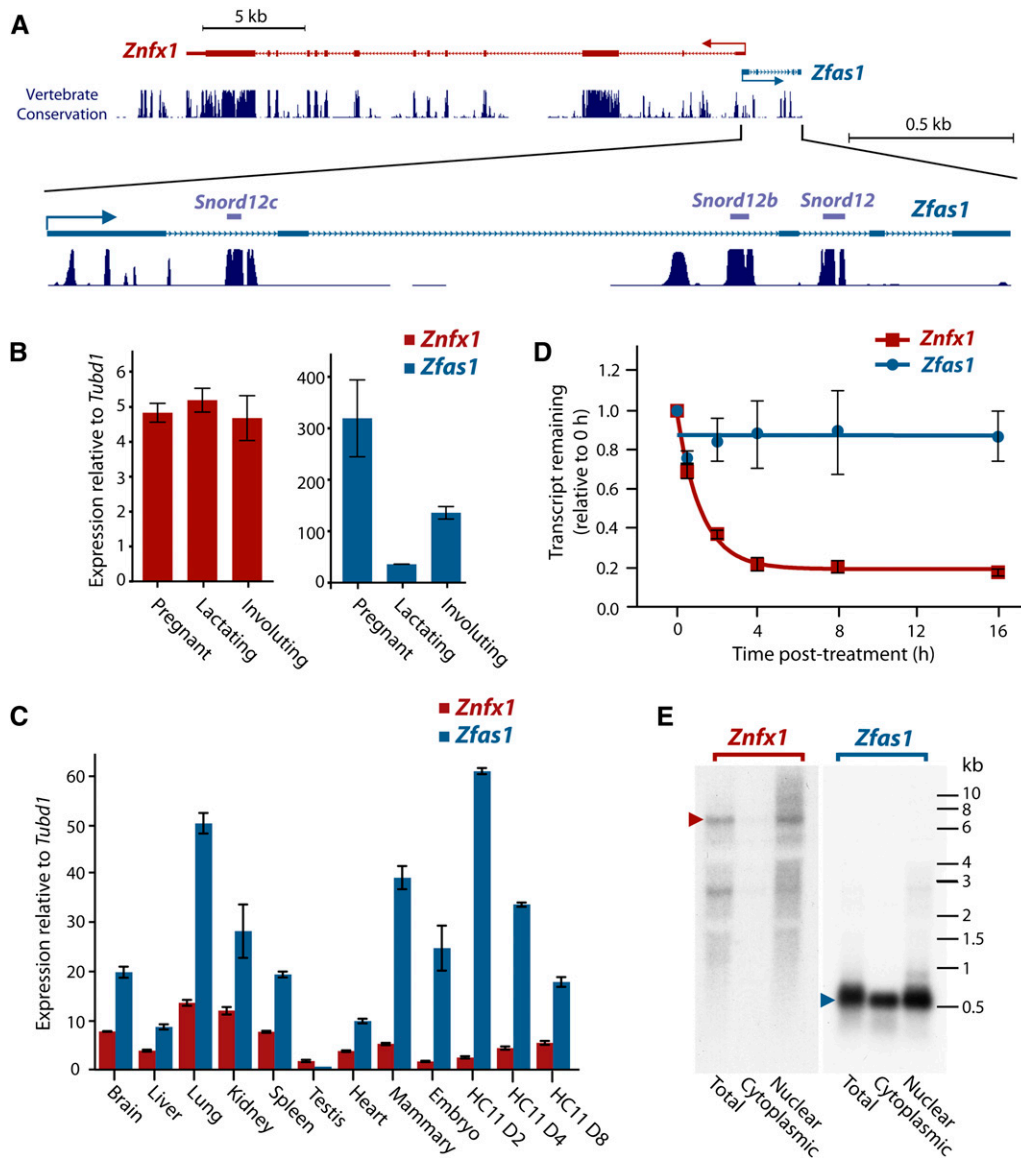 A
5 kb
Znfx1
Zfas1
Vertebrate
Conservation
0.5 kb
Snord12c
Snord12b
Snord12
Zfas1
B
Znfx1
Zfas1
Expression relative to Tubd1
6
5
4
3
2
1
0
Pregnant
Lactating
Involuting
400
300
200
100
0
Pregnant
Lactating
Involuting
D
Znfx1
Zfas1
Transcript remaining
(relative to 0 h)
1.2
1.0
0.8
0.6
0.4
0.2
0.0
0
4
8
12
16
Time post-treatment (h)
C
Znfx1
Zfas1
Expression relative to Tubd1
60
50
40
30
20
10
0
Brain
Liver
Lung
Kidney
Spleen
Testis
Heart
Mammary
Embryo
HC11 D2
HC11 D4
HC11 D8
E
Znfx1
Zfas1
kb
10
8
6
4
3
2
1.5
1
0.5
Total
Cytoplasmic
Nuclear
Total
Cytoplasmic
Nuclear